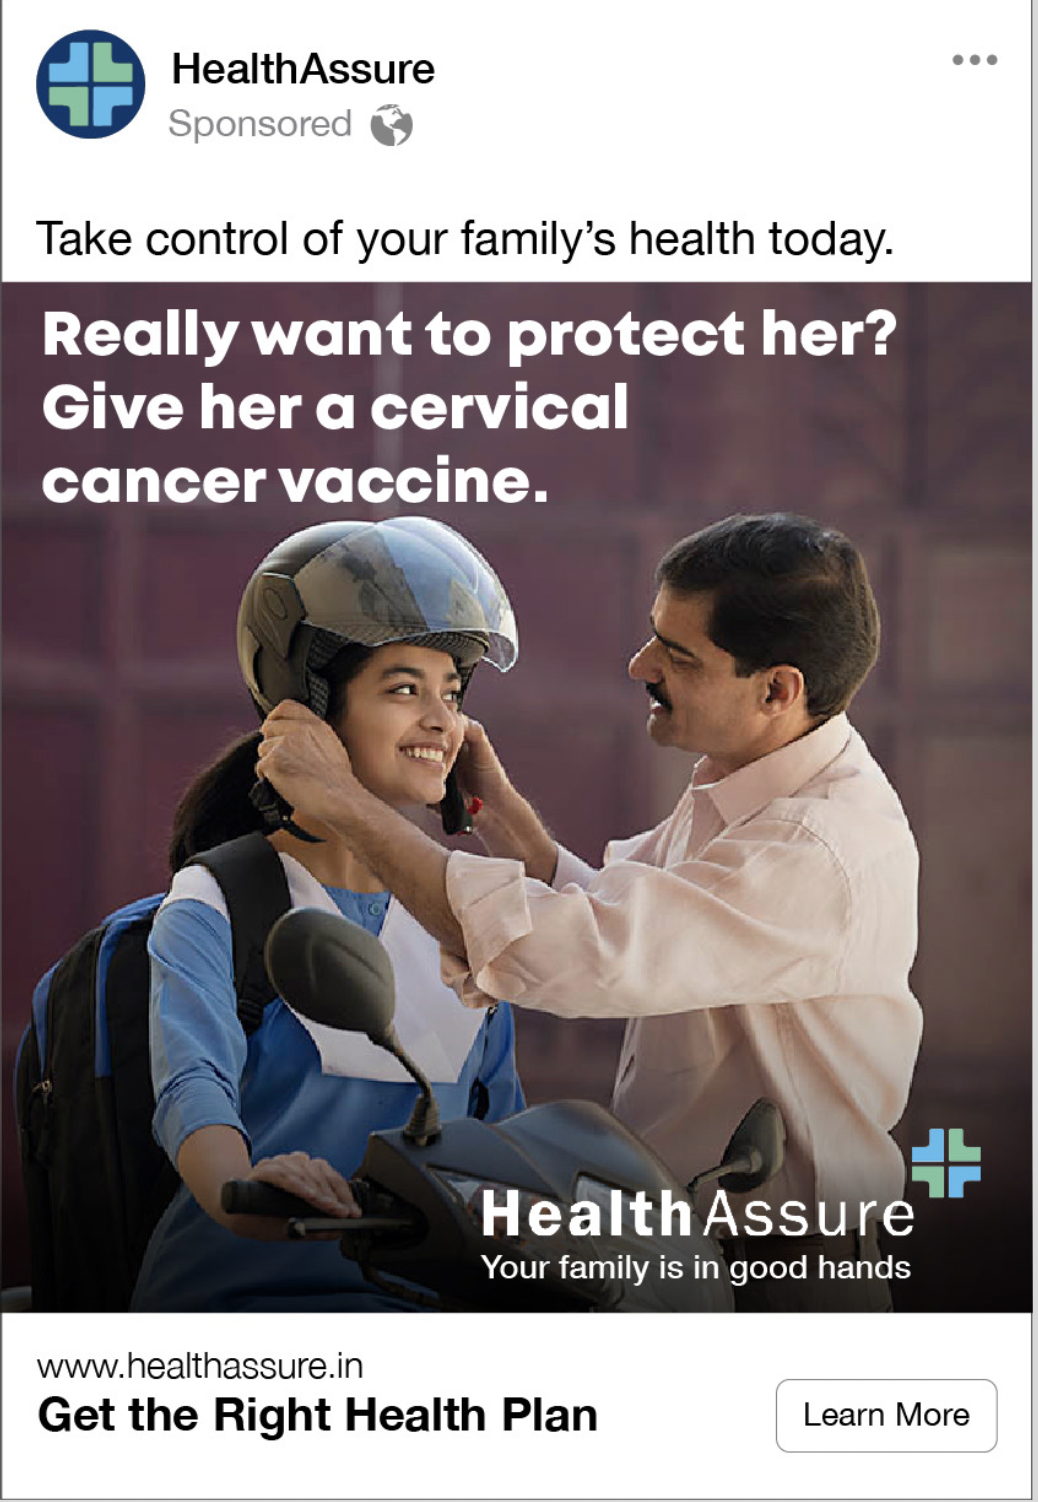 HealthAssure
Sponsored
Take control of your family’s health today.
Really want to protect her?
Give her a cervical
cancer vaccine.
HealthAssure
Your family is in good hands
www.healthassure.in
Get the Right Health Plan
Learn More